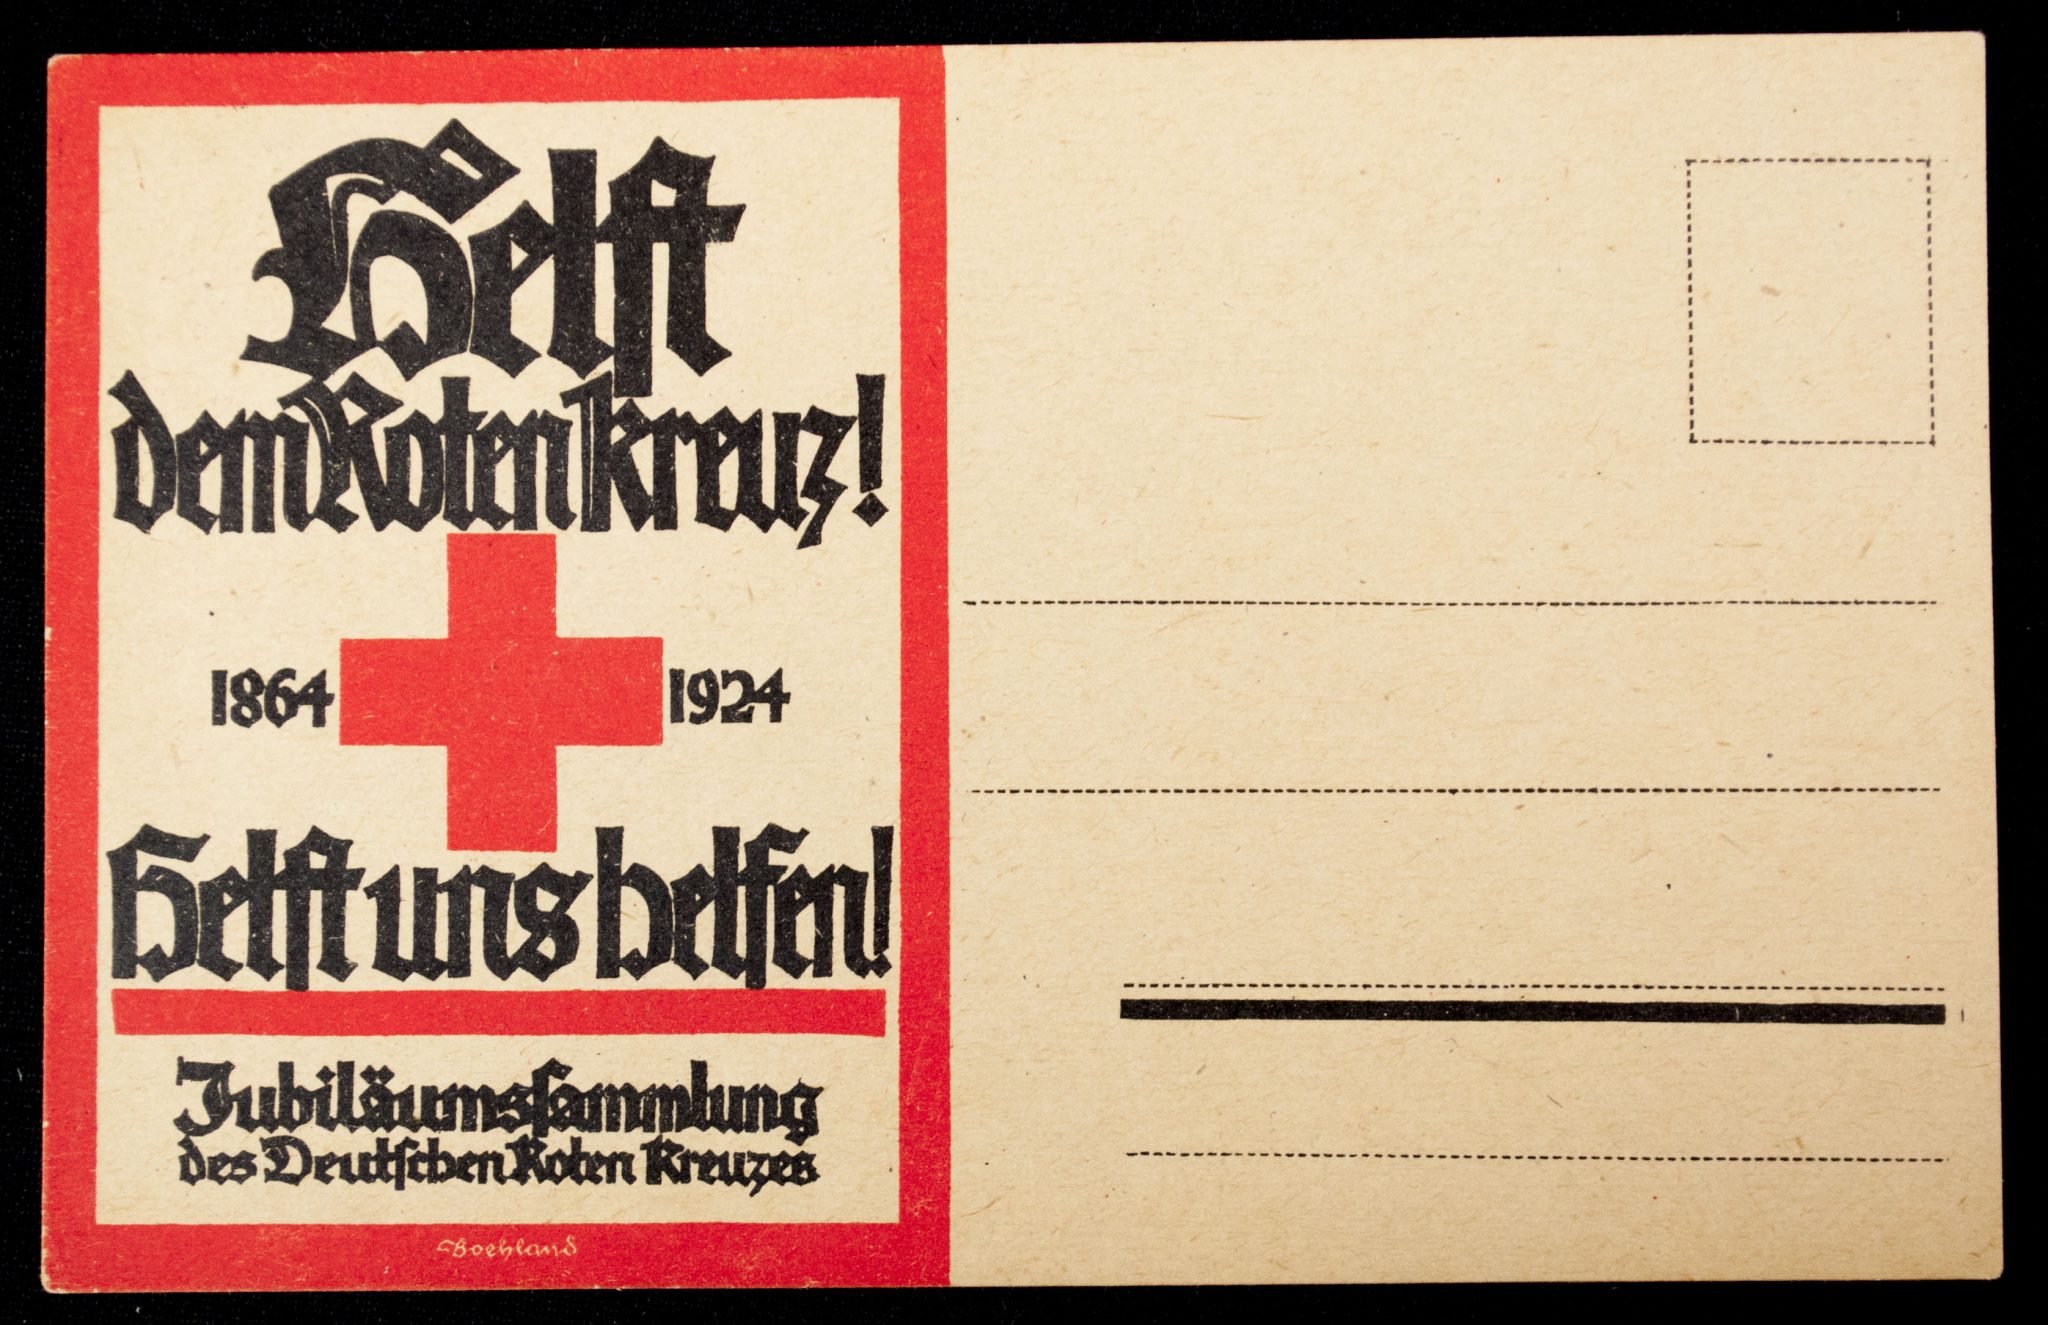 Helft
dem Roten Kreuz!
1864 1924
Helft uns helfen!
Jubiläumssammlung
des Deutschen Roten Kreuzes
Boehland